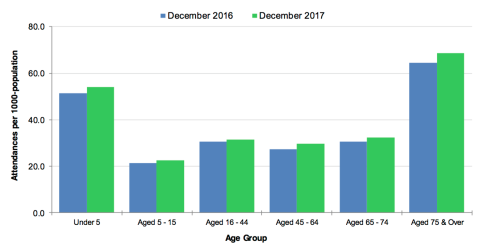 December 2016 December 2017
Attendances per 1000-population
80.0
60.0
40.0
20.0
0.0
Under 5 Aged 5 - 15 Aged 16 - 44 Aged 45 - 64 Aged 65 - 74 Aged 75 & Over
Age Group